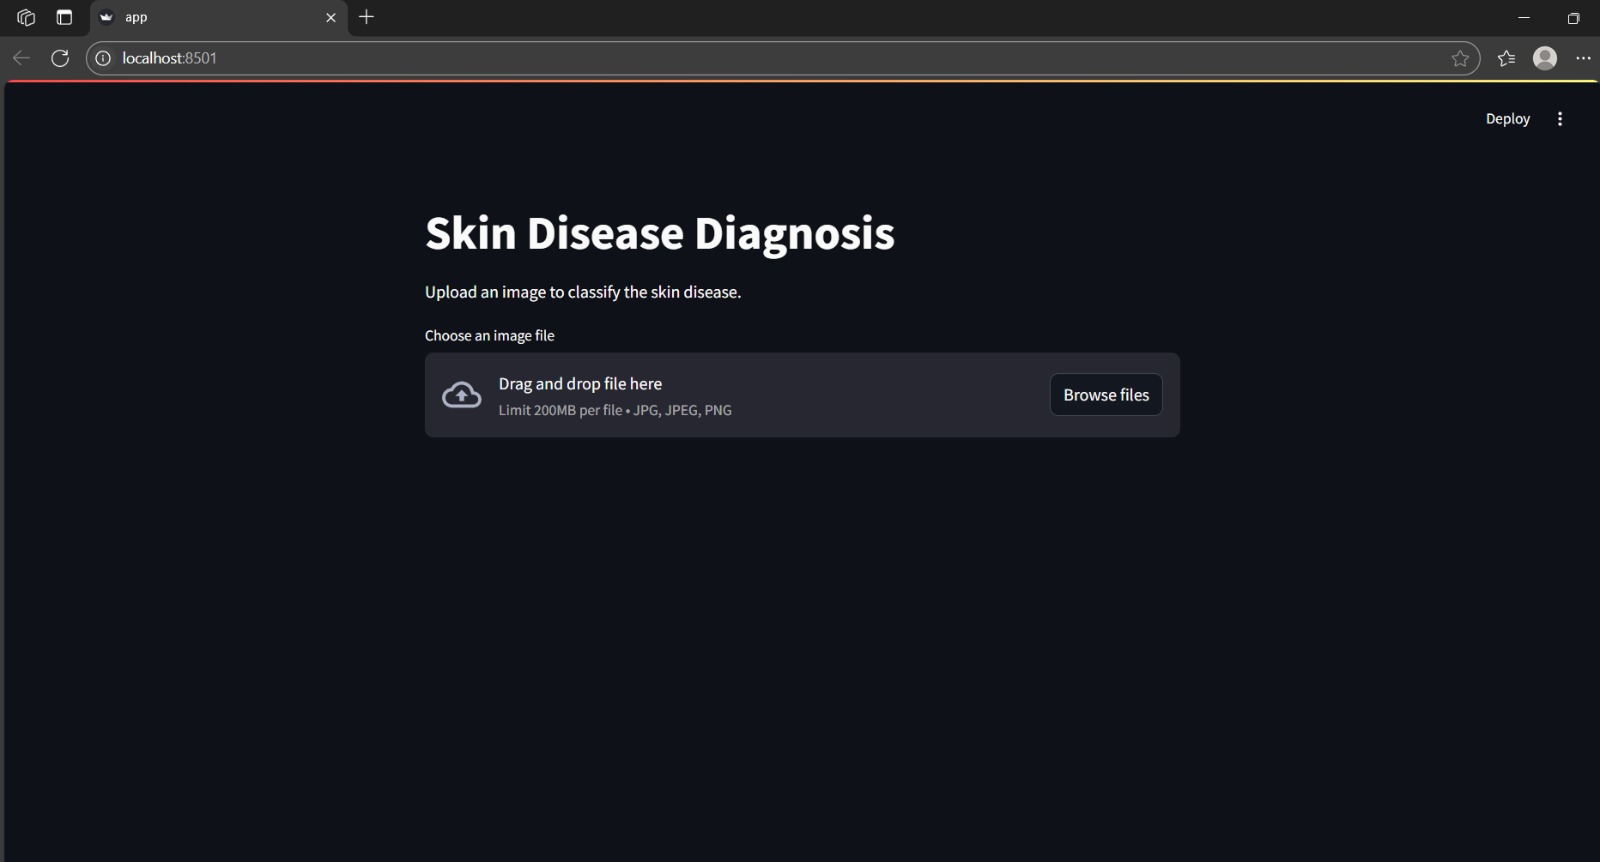 app
localhost:8501
Deploy
Skin Disease Diagnosis
Upload an image to classify the skin disease.
Choose an image file
Drag and drop file here
Limit 200MB per file • JPG, JPEG, PNG
Browse files